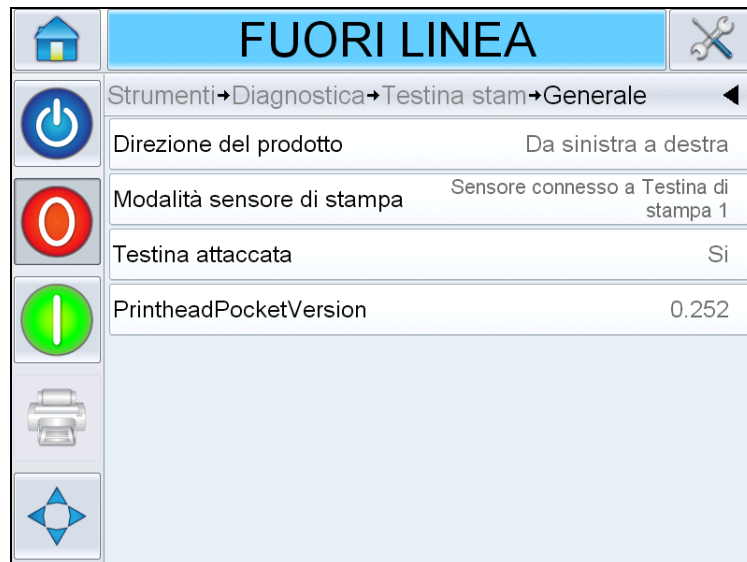 FUORI LINEA
Strumenti→Diagnostica→Testina stam→Generale
Direzione del prodotto Da sinistra a destra
Modalità sensore di stampa Sensore connesso a Testina di
stampa 1
Testina attaccata Si
PrintheadPocketVersion 0.252